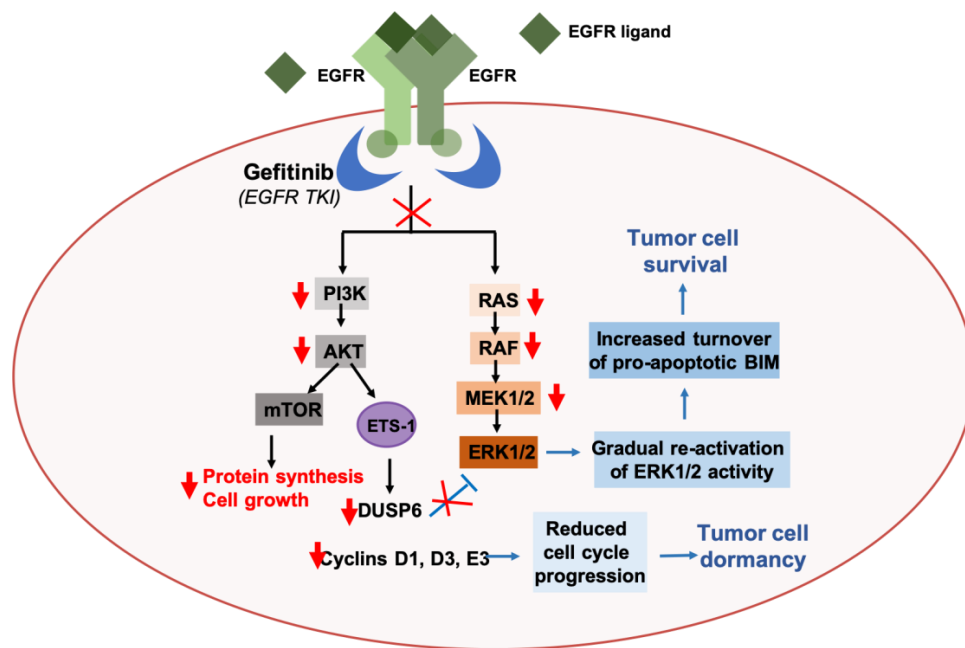 EGFR ligand
EGFR
EGFR
Gefitinib
(EGFR TKI)
PI3K
AKT
mTOR
ETS-1
Protein synthesis
Cell growth
DUSP6
Cyclins D1, D3, E3
RAS
RAF
MEK1/2
ERK1/2
Gradual re-activation
of ERK1/2 activity
Increased turnover
of pro-apoptotic BIM
Tumor cell
survival
Reduced
cell cycle
progression
Tumor cell
dormancy